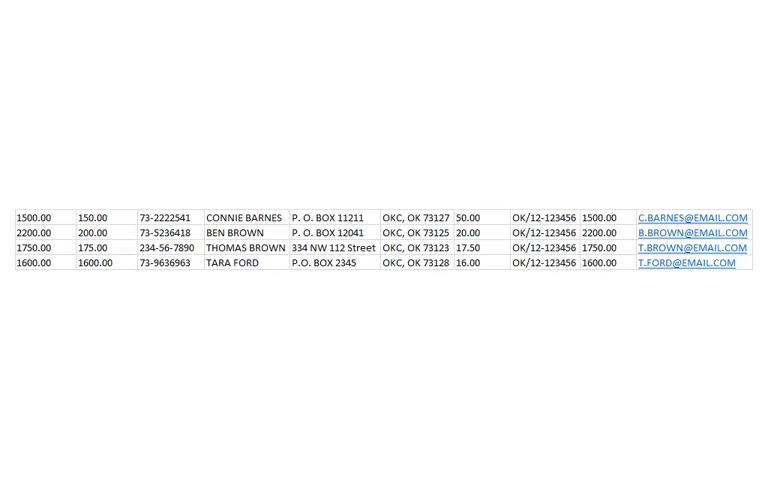 1500.00 150.00 73-2222541 CONNIE BARNES P. O. BOX 11211 OKC, OK 73127 50.00 OK/12-123456 1500.00 C.BARNES@EMAIL.COM
2200.00 200.00 73-5236418 BEN BROWN P. O. BOX 12041 OKC, OK 73125 20.00 OK/12-123456 2200.00 B.BROWN@EMAIL.COM
1750.00 175.00 234-56-7890 THOMAS BROWN 334 NW 112 Street OKC, OK 73123 17.50 OK/12-123456 1750.00 T.BROWN@EMAIL.COM
1600.00 1600.00 73-9636963 TARA FORD P.O. BOX 2345 OKC, OK 73128 16.00 OK/12-123456 1600.00 T.FORD@EMAIL.COM